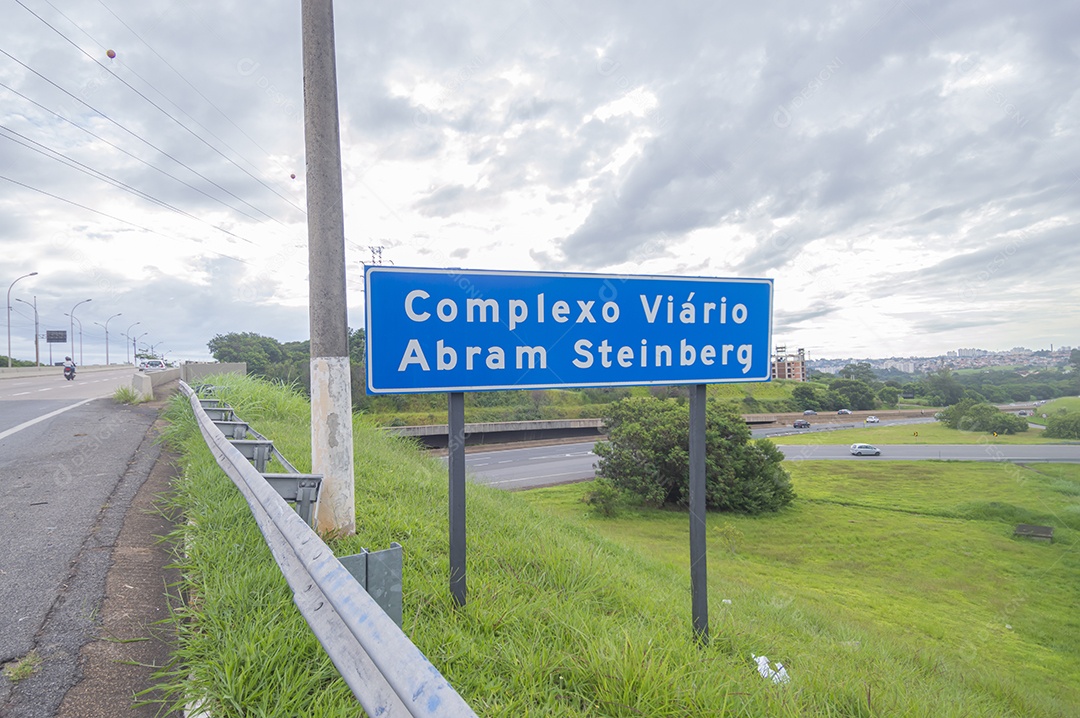 Complexo Viário
Abram Steinberg